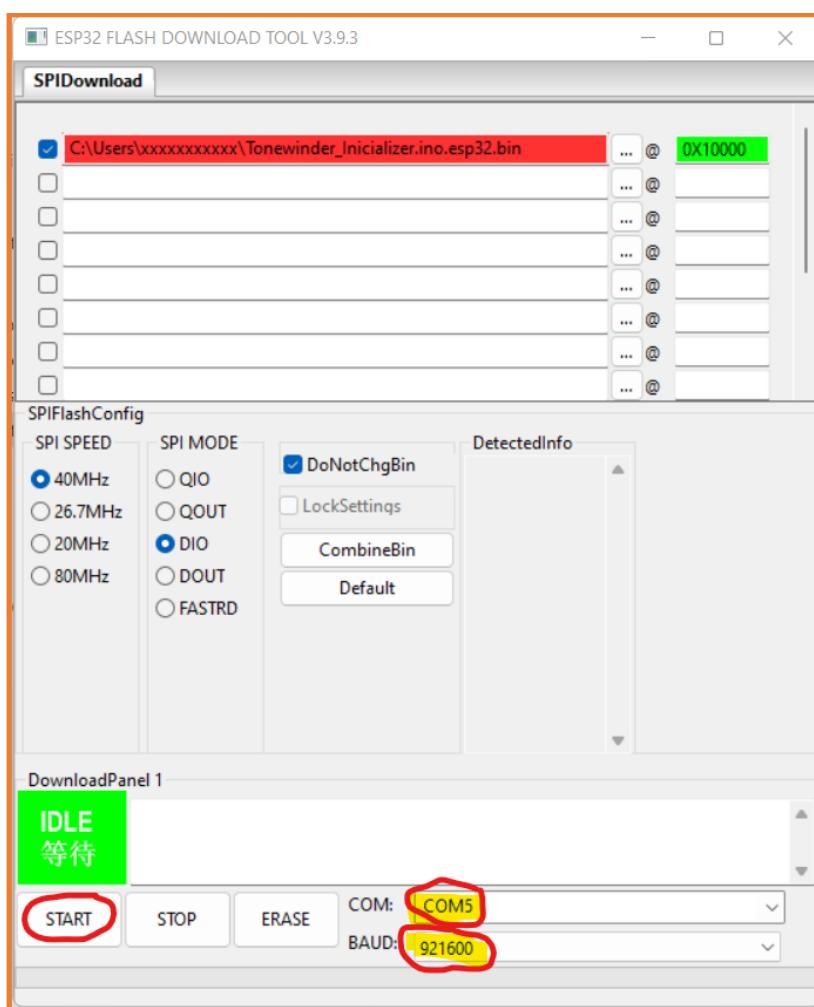 ESP32 FLASH DOWNLOAD TOOL V3.9.3
SPIDownload
C:\Users\xxxxxxxxxxx\Tonewinder_Inicializer.ino.esp32.bin ... @ 0X10000
... @
... @
... @
... @
... @
... @
... @
SPIFlashConfig
SPI SPEED
40MHz
26.7MHz
20MHz
80MHz
SPI MODE
QIO
QOUT
DIO
DOUT
FASTRD
DoNotChgBin
LockSettings
CombineBin
Default
DetectedInfo
DownloadPanel 1
IDLE
等待
START STOP ERASE
COM: COM5
BAUD: 921600